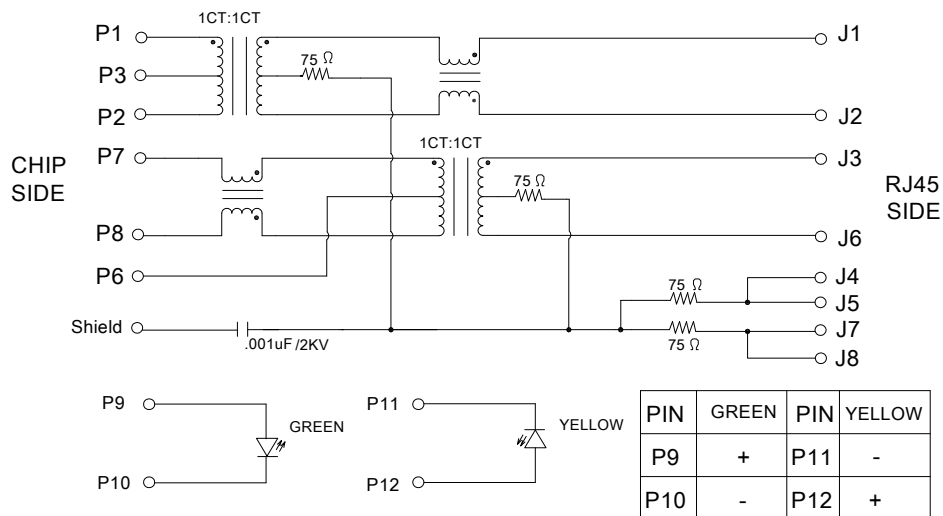 1CT:1CT
P1
J1
75 Ω
P3
P2
J2
1CT:1CT
P7
J3
CHIP
SIDE
75 Ω
RJ45
SIDE
P8
J6
P6
J4
75 Ω
J5
Shield
J7
.001uF/2KV
75 Ω
J8
P9
GREEN
P10
P11
YELLOW
P12
PIN GREEN PIN YELLOW
P9 + P11 -
P10 - P12 +